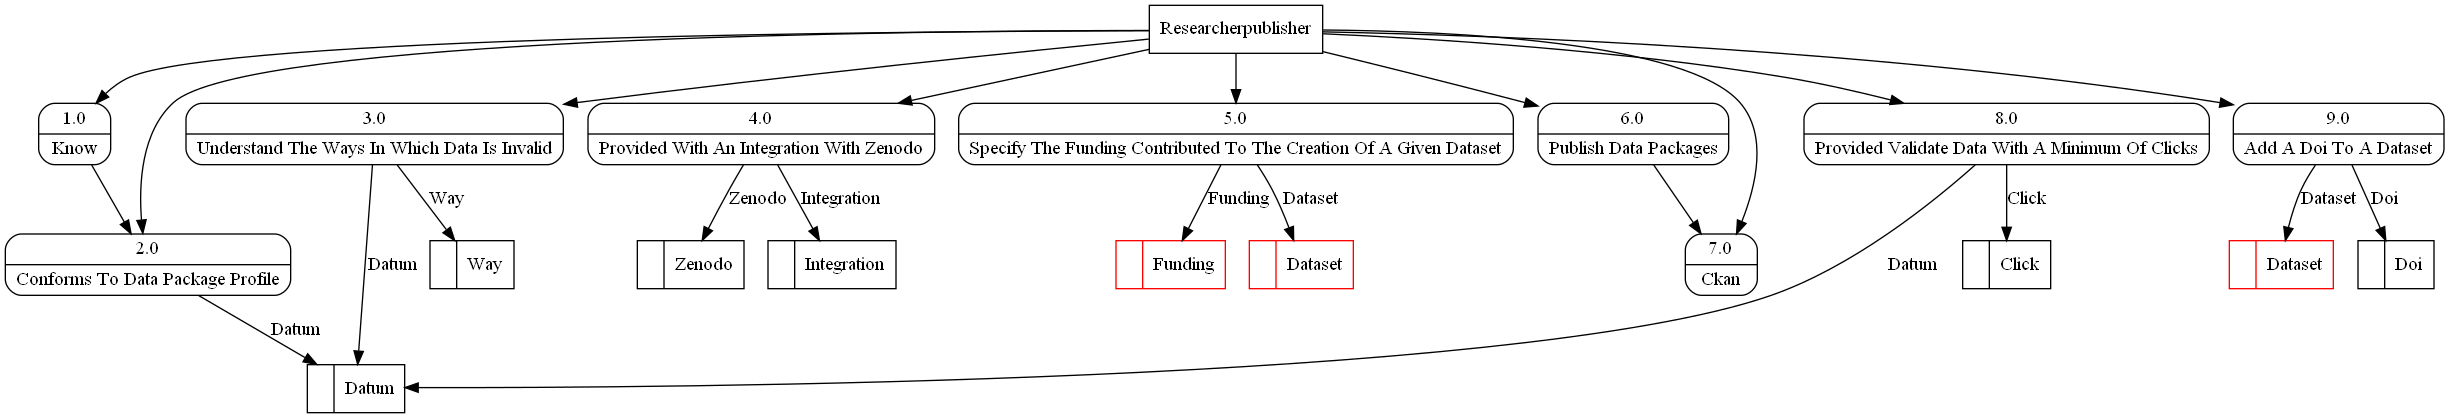 Researcherpublisher
1.0
Know
3.0
Understand The Ways In Which Data Is Invalid
4.0
Provided With An Integration With Zenodo
5.0
Specify The Funding Contributed To The Creation Of A Given Dataset
6.0
Publish Data Packages
8.0
Provided Validate Data With A Minimum Of Clicks
9.0
Add A Doi To A Dataset
Way
Zenodo
Integration
Funding
Dataset
Click
Dataset
Doi
2.0
Conforms To Data Package Profile
Datum
Way
Zenodo
Integration
Funding
Dataset
7.0
Ckan
Datum
Click
Dataset
Doi
Datum
Datum